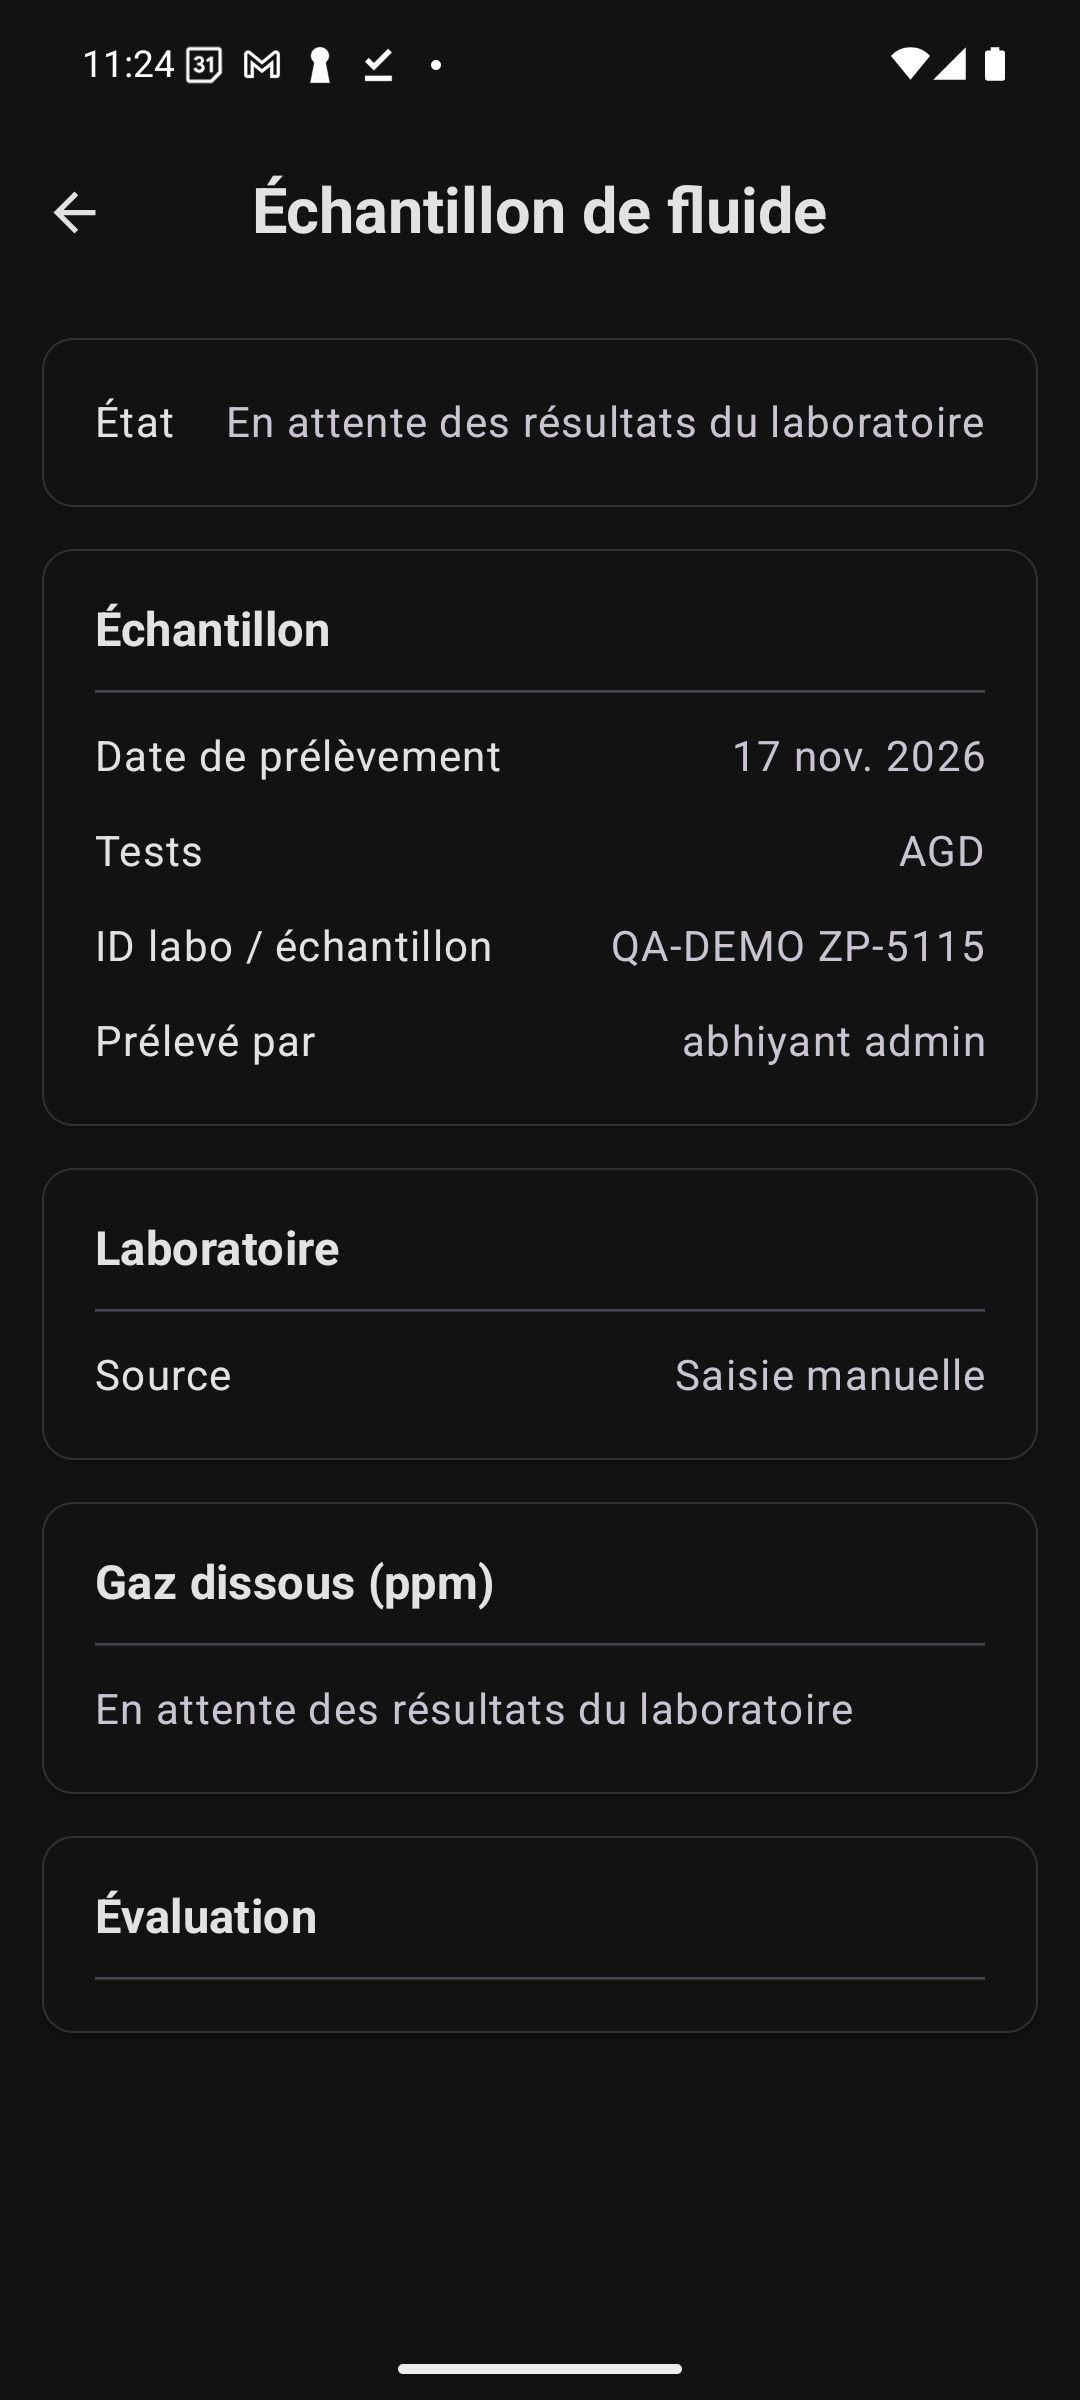 11:24 31
Échantillon de fluide
État En attente des résultats du laboratoire
Échantillon
Date de prélèvement 17 nov. 2026
Tests AGD
ID labo / échantillon QA-DEMO ZP-5115
Prélevé par abhiyant admin
Laboratoire
Source Saisie manuelle
Gaz dissous (ppm)
En attente des résultats du laboratoire
Évaluation